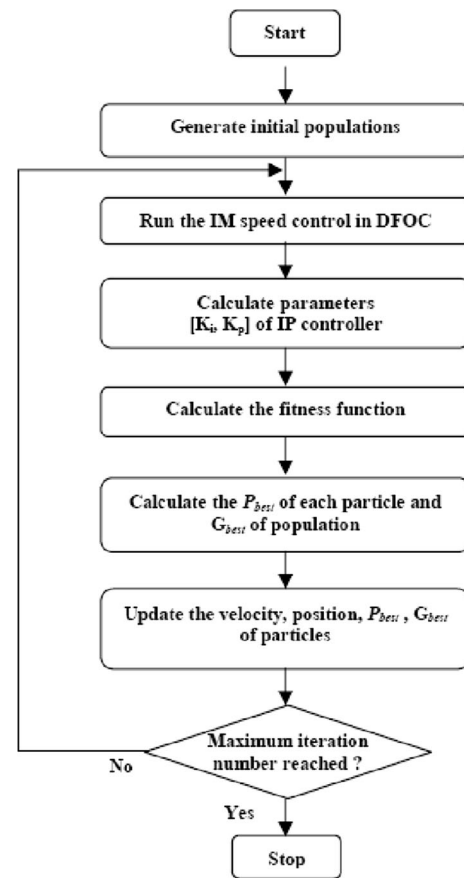 Start
Generate initial populations
Run the IM speed control in DFOC
Calculate parameters
[Ki, Kp] of IP controller
Calculate the fitness function
Calculate the Pbest of each particle and
Gbest of population
Update the velocity, position, Pbest , Gbest
of particles
Maximum iteration
number reached ?
No
Yes
Stop